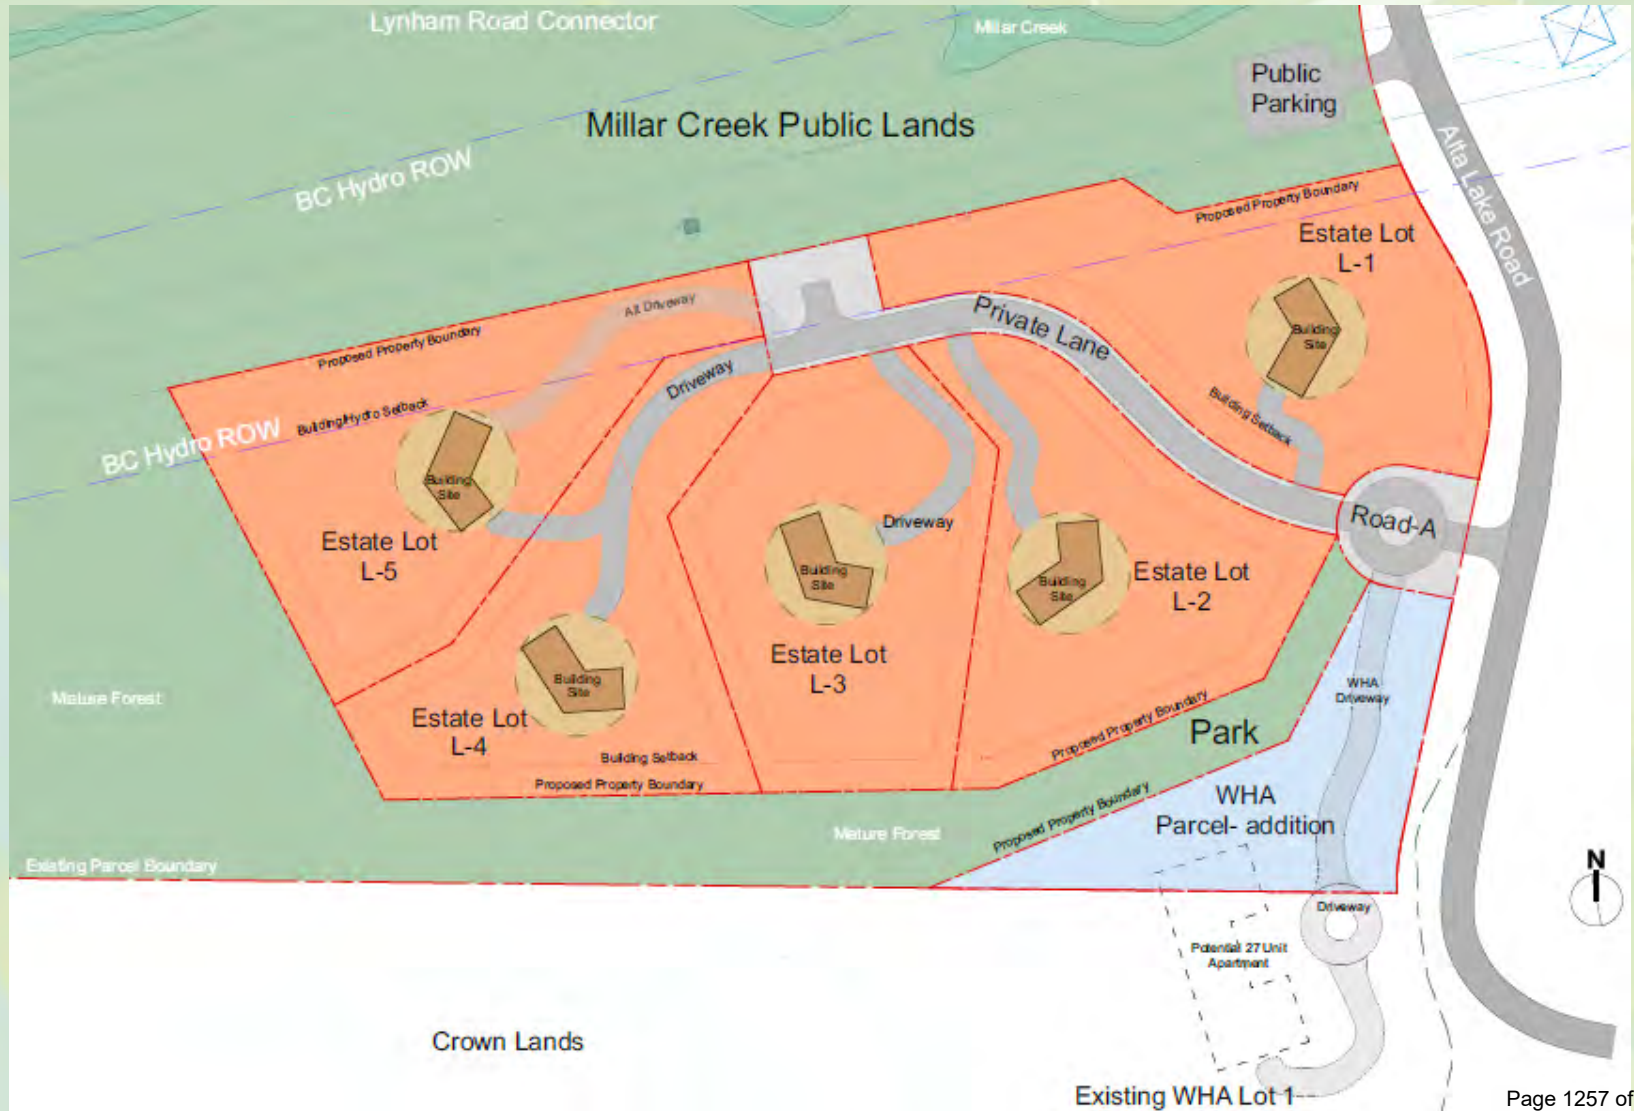 Lynham Road Connector
Millar Creek
Public
Parking
Millar Creek Public Lands
Alta Lake Road
BC Hydro ROW
Proposed Property Boundary
Estate Lot
L-1
Alt Driveway
Private Lane
Building
Site
Proposed Property Boundary
Driveway
Building Setback
Building/Hydro Setback
BC Hydro ROW
Building
Site
Road-A
Driveway
Estate Lot
L-5
Building
Site
Building
Site
Estate Lot
L-2
Estate Lot
L-3
Building
Site
WHA
Driveway
Mature Forest
Estate Lot
L-4
Proposed Property Boundary
Park
Building Setback
Proposed Property Boundary
WHA
Parcel- addition
Proposed Property Boundary
Mature Forest
Existing Parcel Boundary
N
Driveway
Potential 27 Unit
Apartment
Crown Lands
Existing WHA Lot 1
Page 1257 of